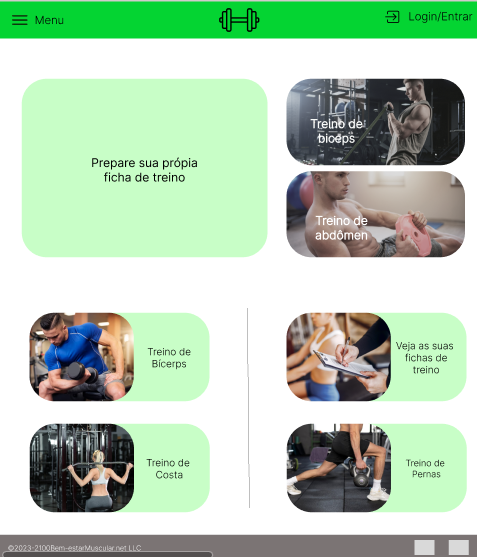 Menu
Login/Entrar
Prepare sua própia
ficha de treino
Treino de
biceps
Treino de
abdômen
Treino de
Bícerps
Veja as suas
fichas de
treino
Treino de
Costa
Treino de
Pernas
©2023-2100Bem-estarMuscular.net LLC